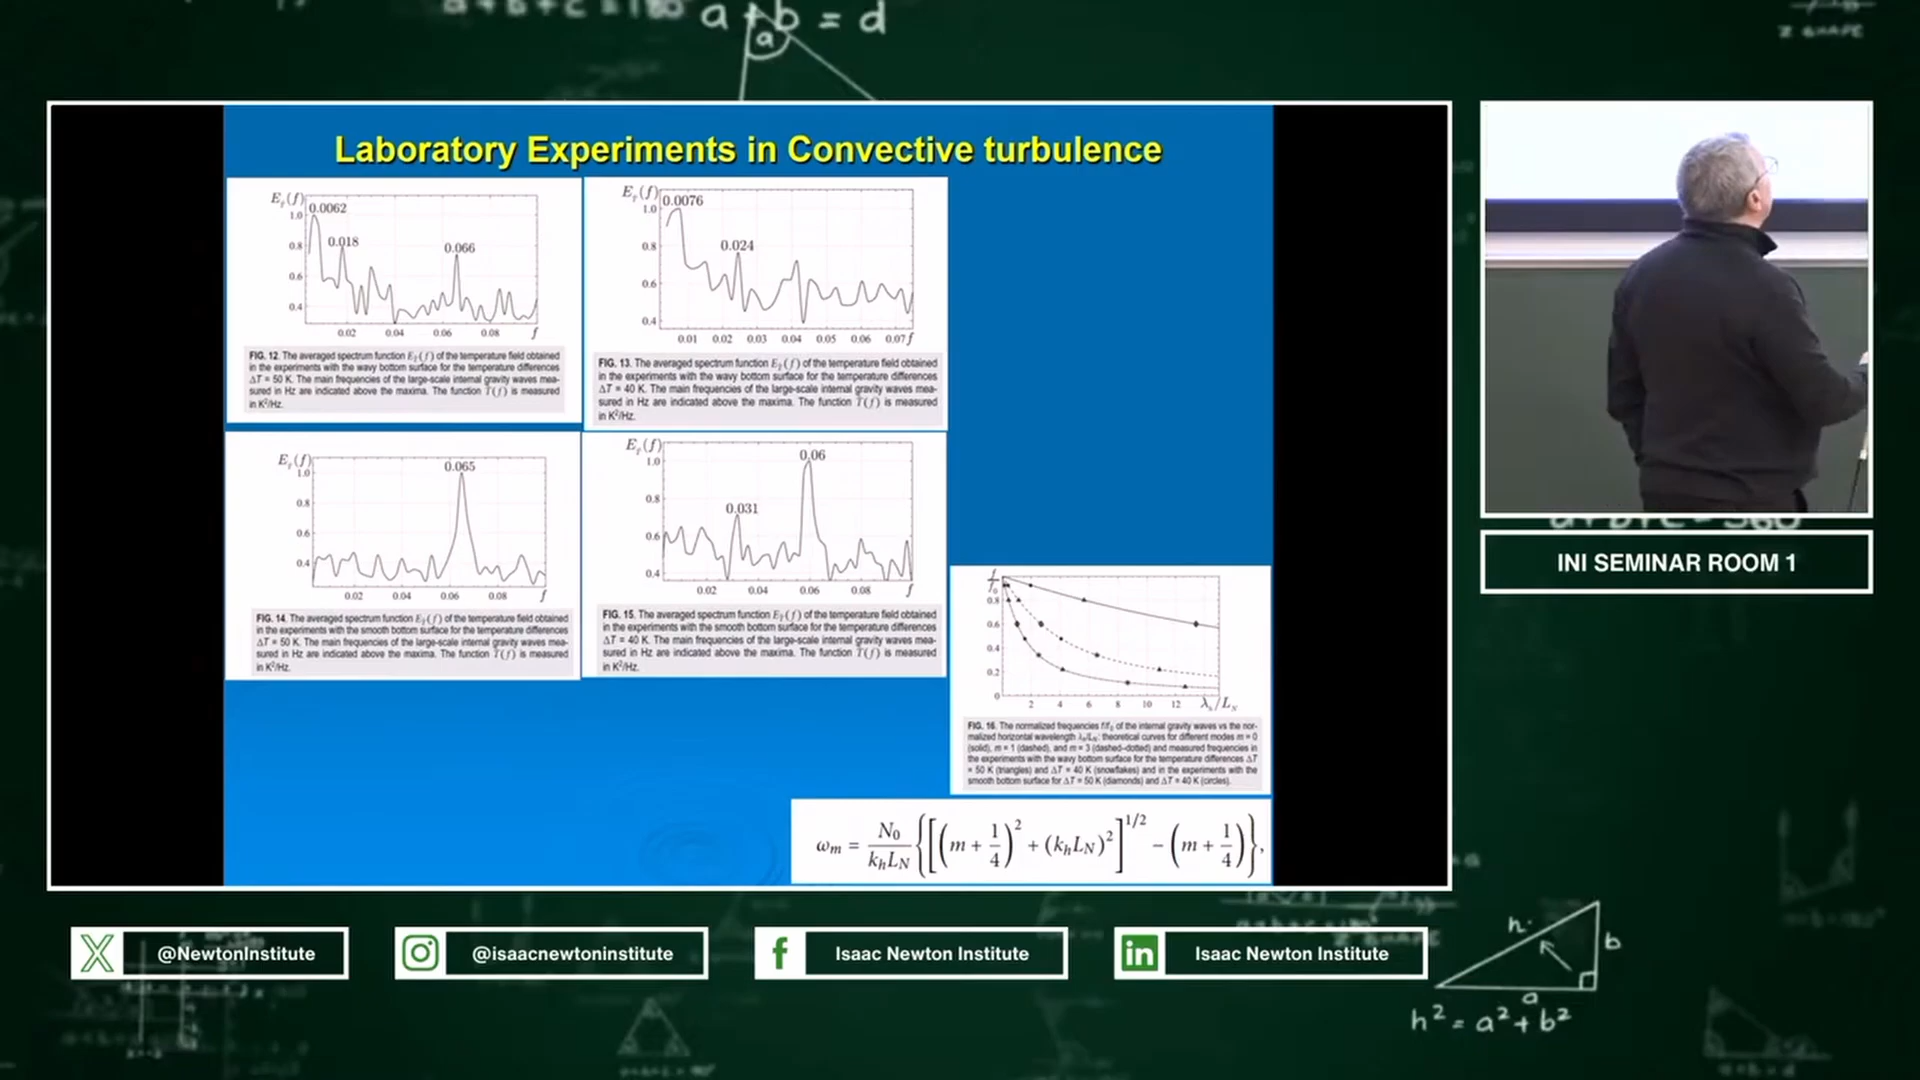 a + b + c = 180°
a + b = d
a
Z SHAPE
Laboratory Experiments in Convective turbulence
E_T(f)
0.0062
1.0
0.018
0.066
0.8
0.6
0.4
0.02 0.04 0.06 0.08 f
FIG. 12. The averaged spectrum function E_T(f) of the temperature field obtained
in the experiments with the wavy bottom surface for the temperature differences
ΔT = 50 K. The main frequencies of the large-scale internal gravity waves mea-
sured in Hz are indicated above the maxima. The function T(f) is measured
in K²/Hz.
E_T(f)
0.0076
1.0
0.024
0.8
0.6
0.4
0.01 0.02 0.03 0.04 0.05 0.06 0.07 f
FIG. 13. The averaged spectrum function E_T(f) of the temperature field obtained
in the experiments with the wavy bottom surface for the temperature differences
ΔT = 40 K. The main frequencies of the large-scale internal gravity waves mea-
sured in Hz are indicated above the maxima. The function T(f) is measured
in K²/Hz.
E_T(f)
0.065
1.0
0.8
0.6
0.4
0.02 0.04 0.06 0.08 f
FIG. 14. The averaged spectrum function E_T(f) of the temperature field obtained
in the experiments with the smooth bottom surface for the temperature differences
ΔT = 50 K. The main frequencies of the large-scale internal gravity waves mea-
sured in Hz are indicated above the maxima. The function T(f) is measured
in K²/Hz.
E_T(f)
0.06
1.0
0.031
0.8
0.6
0.4
0.02 0.04 0.06 0.08 f
FIG. 15. The averaged spectrum function E_T(f) of the temperature field obtained
in the experiments with the smooth bottom surface for the temperature differences
ΔT = 40 K. The main frequencies of the large-scale internal gravity waves mea-
sured in Hz are indicated above the maxima. The function T(f) is measured
in K²/Hz.
0.8
0.6
0.4
0.2
0
2 4 6 8 10 12 λ_h/L_N
FIG. 16. The normalized frequencies f/f₀ of the internal gravity waves vs the nor-
malized horizontal wavelength λ_h/L_N: theoretical curves for different modes m = 0
(solid), m = 1 (dashed), and m = 3 (dashed-dotted) and measured frequencies in
the experiments with the wavy bottom surface for the temperature differences ΔT
= 50 K (triangles) and ΔT = 40 K (snowflakes) and in the experiments with the
smooth bottom surface for ΔT = 50 K (diamonds) and ΔT = 40 K (circles).
ω_m = N₀/(k_h L_N) {[(m + 1/4)² + (k_h L_N)²]^1/2 − (m + 1/4)},
INI SEMINAR ROOM 1
@NewtonInstitute
@isaacnewtoninstitute
Isaac Newton Institute
in
Isaac Newton Institute
h
b
a
h² = a² + b²